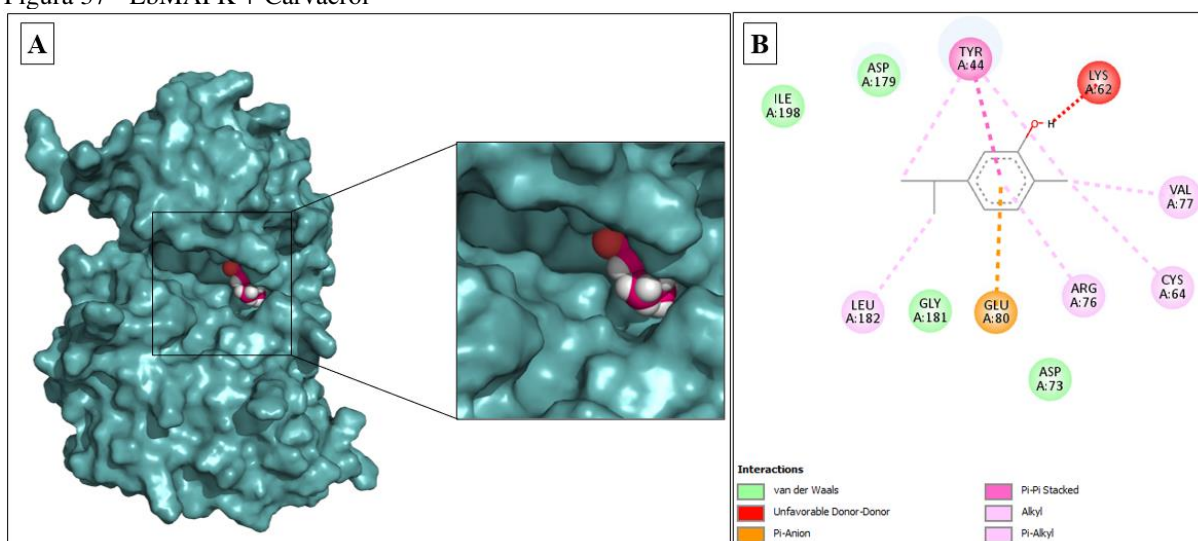 Figura 37 - LbMAPK + Carvacrol
A
B
TYR
A:44
ASP
A:179
LYS
A:62
ILE
A:198
O
H
VAL
A:77
CYS
A:64
ARG
A:76
LEU
A:182
GLY
A:181
GLU
A:80
ASP
A:73
Interactions
van der Waals
Unfavorable Donor-Donor
Pi-Anion
Pi-Pi Stacked
Alkyl
Pi-Alkyl